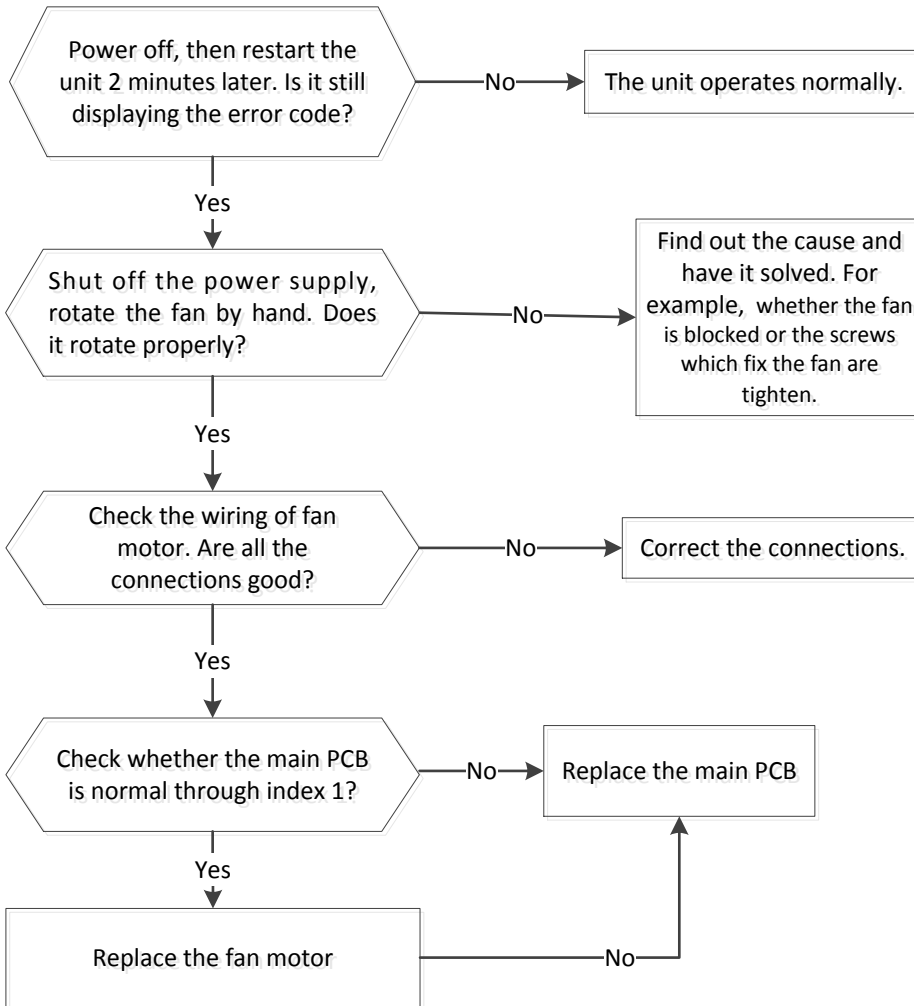 Power off, then restart the
unit 2 minutes later. Is it still
displaying the error code?
No
The unit operates normally.
Yes
Shut off the power supply,
rotate the fan by hand. Does
it rotate properly?
No
Find out the cause and
have it solved. For
example, whether the fan
is blocked or the screws
which fix the fan are
tighten.
Yes
Check the wiring of fan
motor. Are all the
connections good?
No
Correct the connections.
Yes
Check whether the main PCB
is normal through index 1?
No
Replace the main PCB
Yes
Replace the fan motor
No